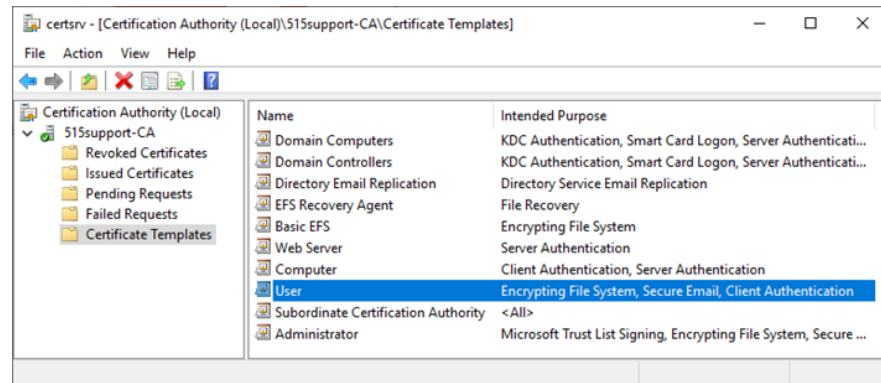 certsrv - [Certification Authority (Local)\515support-CA\Certificate Templates]
File Action View Help
Certification Authority (Local)
515support-CA
Revoked Certificates
Issued Certificates
Pending Requests
Failed Requests
Certificate Templates
Name Intended Purpose
Domain Computers KDC Authentication, Smart Card Logon, Server Authenticati...
Domain Controllers KDC Authentication, Smart Card Logon, Server Authenticati...
Directory Email Replication Directory Service Email Replication
EFS Recovery Agent File Recovery
Basic EFS Encrypting File System
Web Server Server Authentication
Computer Client Authentication, Server Authentication
User Encrypting File System, Secure Email, Client Authentication
Subordinate Certification Authority <All>
Administrator Microsoft Trust List Signing, Encrypting File System, Secure ...